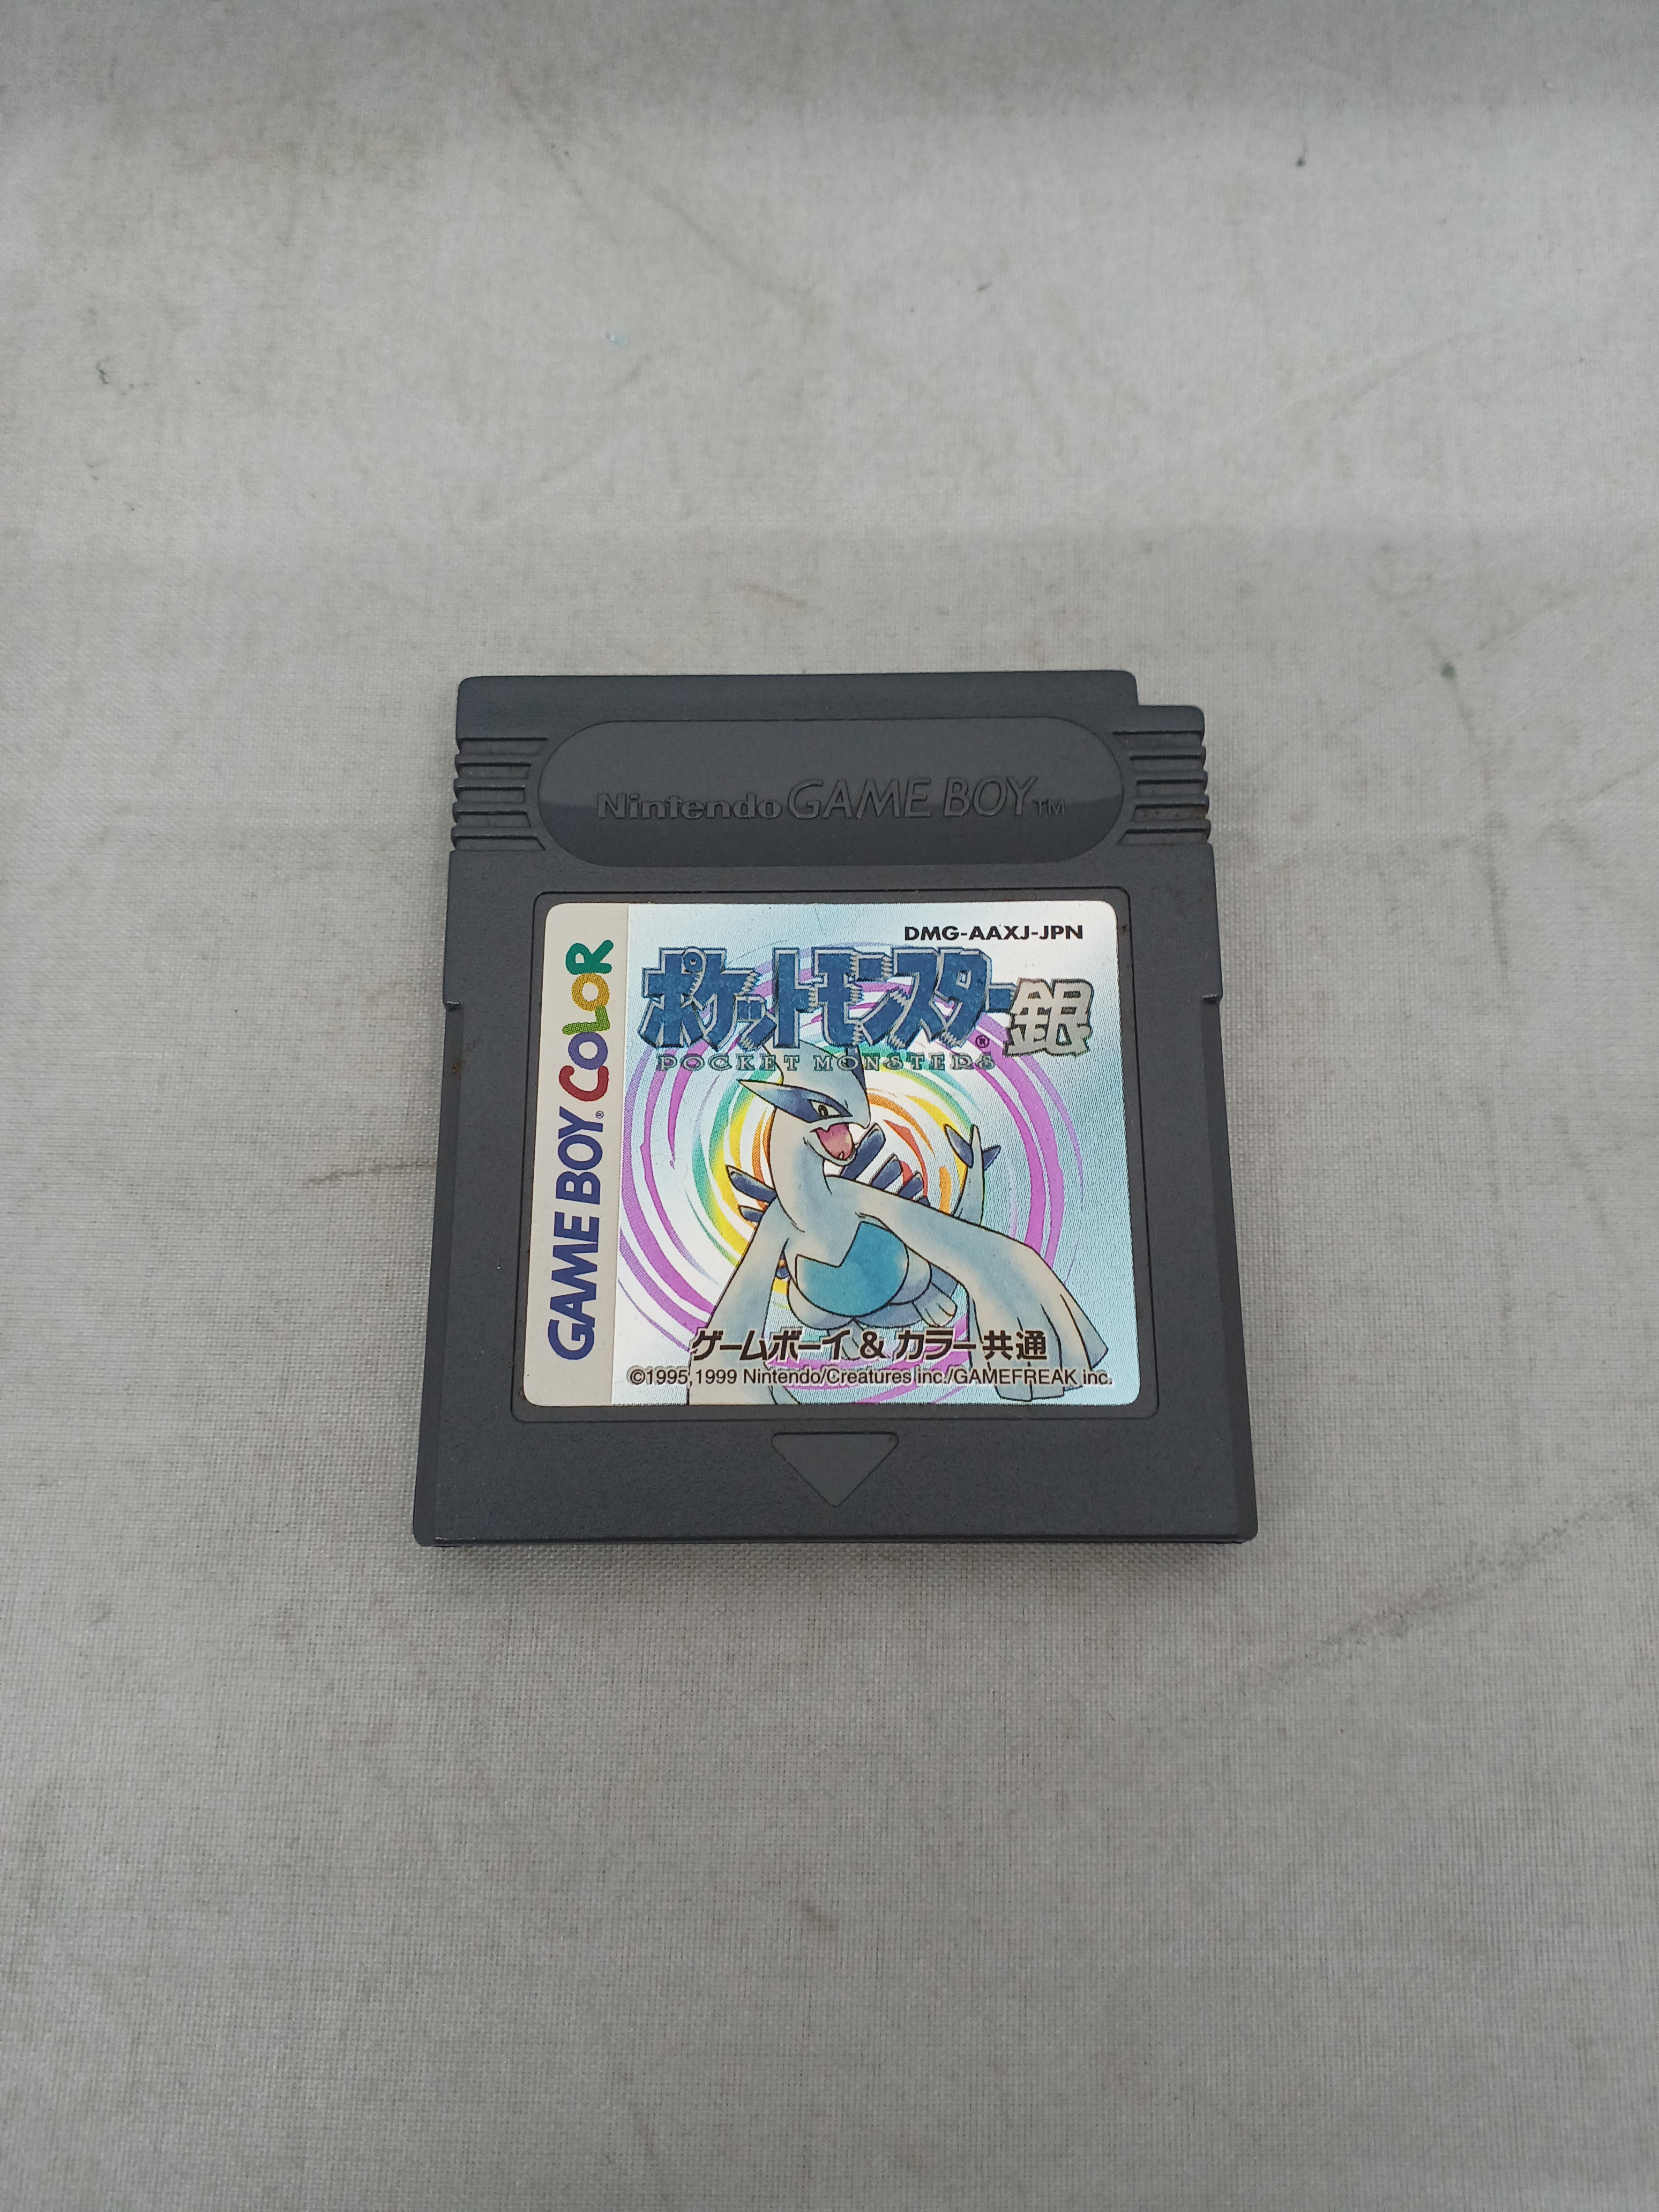 Nintendo GAME BOY™
DMG-AAXJ-JPN
ポケットモンスター® 銀
POCKET MONSTERS
GAME BOY® COLOR
ゲームボーイ & カラー共通
©1995,1999 Nintendo/Creatures inc./GAMEFREAK inc.